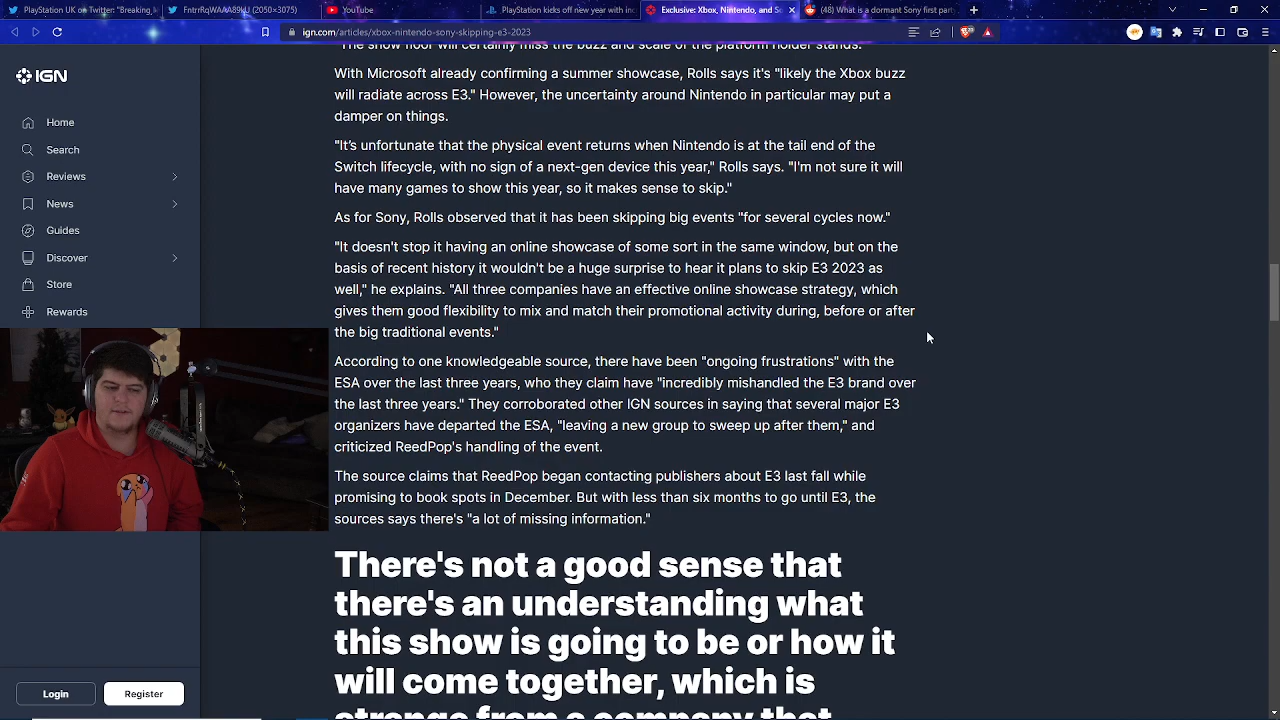 PlayStation UK on Twitter: "Breaking
FntrrRqWAAA89kU (2050×3075)
YouTube
PlayStation kicks off new year with in
Exclusive: Xbox, Nintendo, and So
(48) What is a dormant Sony first part
ign.com/articles/xbox-nintendo-sony-skipping-e3-2023
IGN
Home
Search
Reviews
News
Guides
Discover
Store
Rewards
Login
Register
"The show floor will certainly miss the buzz and scale of the platform holder stands."
With Microsoft already confirming a summer showcase, Rolls says it's "likely the Xbox buzz
will radiate across E3." However, the uncertainty around Nintendo in particular may put a
damper on things.
"It's unfortunate that the physical event returns when Nintendo is at the tail end of the
Switch lifecycle, with no sign of a next-gen device this year," Rolls says. "I'm not sure it will
have many games to show this year, so it makes sense to skip."
As for Sony, Rolls observed that it has been skipping big events "for several cycles now."
"It doesn't stop it having an online showcase of some sort in the same window, but on the
basis of recent history it wouldn't be a huge surprise to hear it plans to skip E3 2023 as
well," he explains. "All three companies have an effective online showcase strategy, which
gives them good flexibility to mix and match their promotional activity during, before or after
the big traditional events."
According to one knowledgeable source, there have been "ongoing frustrations" with the
ESA over the last three years, who they claim have "incredibly mishandled the E3 brand over
the last three years." They corroborated other IGN sources in saying that several major E3
organizers have departed the ESA, "leaving a new group to sweep up after them," and
criticized ReedPop's handling of the event.
The source claims that ReedPop began contacting publishers about E3 last fall while
promising to book spots in December. But with less than six months to go until E3, the
sources says there's "a lot of missing information."
There's not a good sense that
there's an understanding what
this show is going to be or how it
will come together, which is
strange from a company that